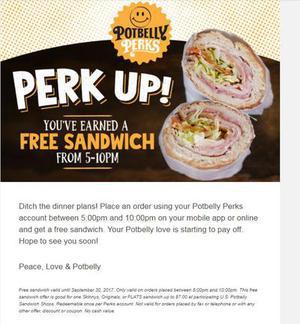 POTBELLY
PERKS
PERK UP!
YOU'VE EARNED A
FREE SANDWICH
FROM 5-10PM
Ditch the dinner plans! Place an order using your Potbelly Perks
account between 5:00pm and 10:00pm on your mobile app or online
and get a free sandwich. Your Potbelly love is starting to pay off.
Hope to see you soon!
Peace, Love & Potbelly
Free sandwich valid until September 30, 2017. Only valid on orders placed between 5:00pm and 10:00pm. This free
sandwich offer is good for one Skinnys, Originals, or FLATS sandwich up to $7.00 at participating U.S. Potbelly
Sandwich Shops. Redeemable once per Perks account. Not valid for orders placed by fax or telephone or with any
other offer, discount or coupon. No cash value.